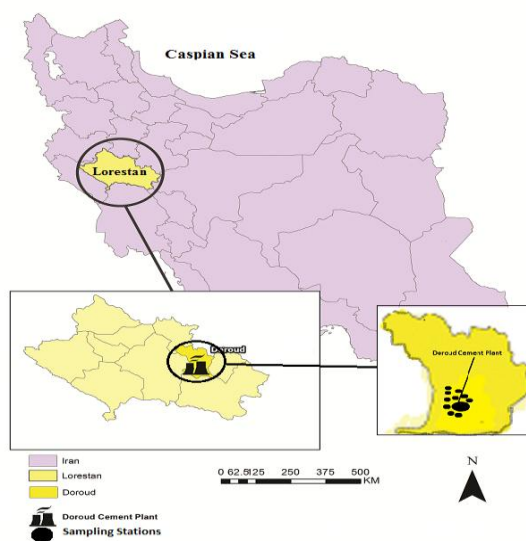 Caspian Sea
Lorestan
Doroud
Doroud Cement Plant
Iran
Lorestan
Doroud
Doroud Cement Plant
Sampling Stations
0 62.5125 250 375 500
KM
N